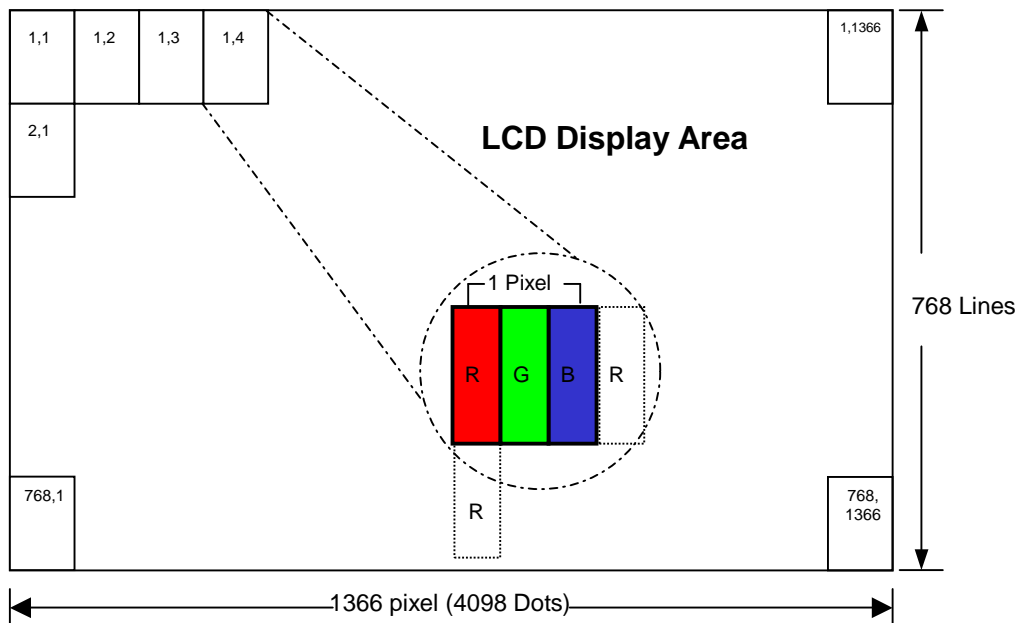 1,1 1,2 1,3 1,4 1,1366
2,1
LCD Display Area
1 Pixel
768 Lines
R G B R
768,1
R
768,
1366
1366 pixel (4098 Dots)